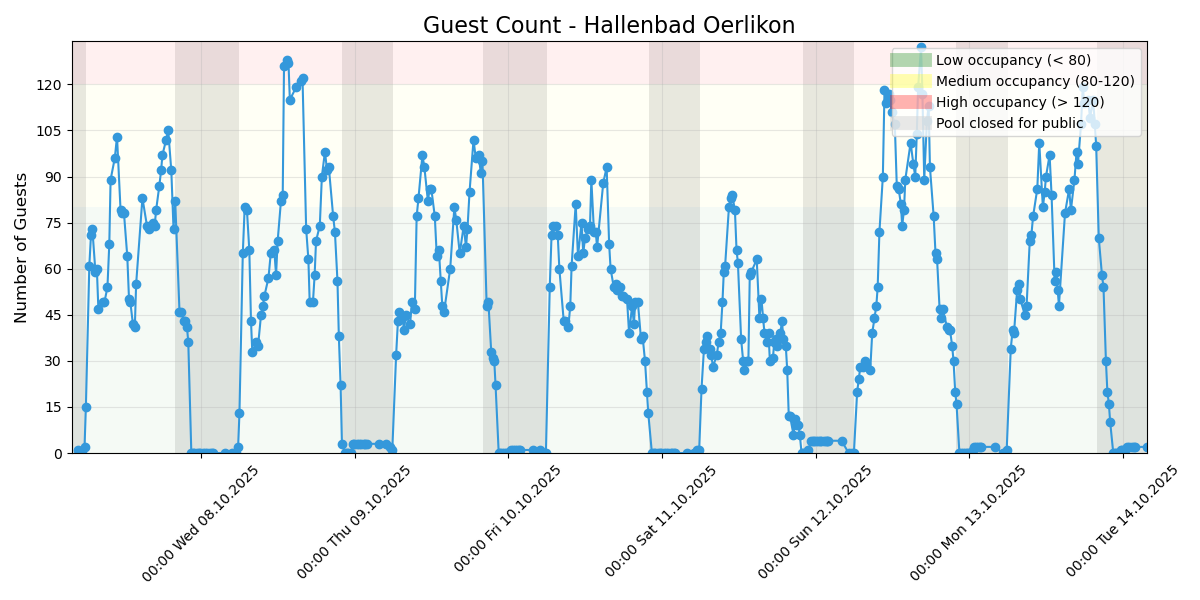 Guest Count - Hallenbad Oerlikon
Number of Guests
120
105
90
75
60
45
30
15
0
Low occupancy (< 80)
Medium occupancy (80-120)
High occupancy (> 120)
Pool closed for public
00:00 Wed 08.10.2025
00:00 Thu 09.10.2025
00:00 Fri 10.10.2025
00:00 Sat 11.10.2025
00:00 Sun 12.10.2025
00:00 Mon 13.10.2025
00:00 Tue 14.10.2025